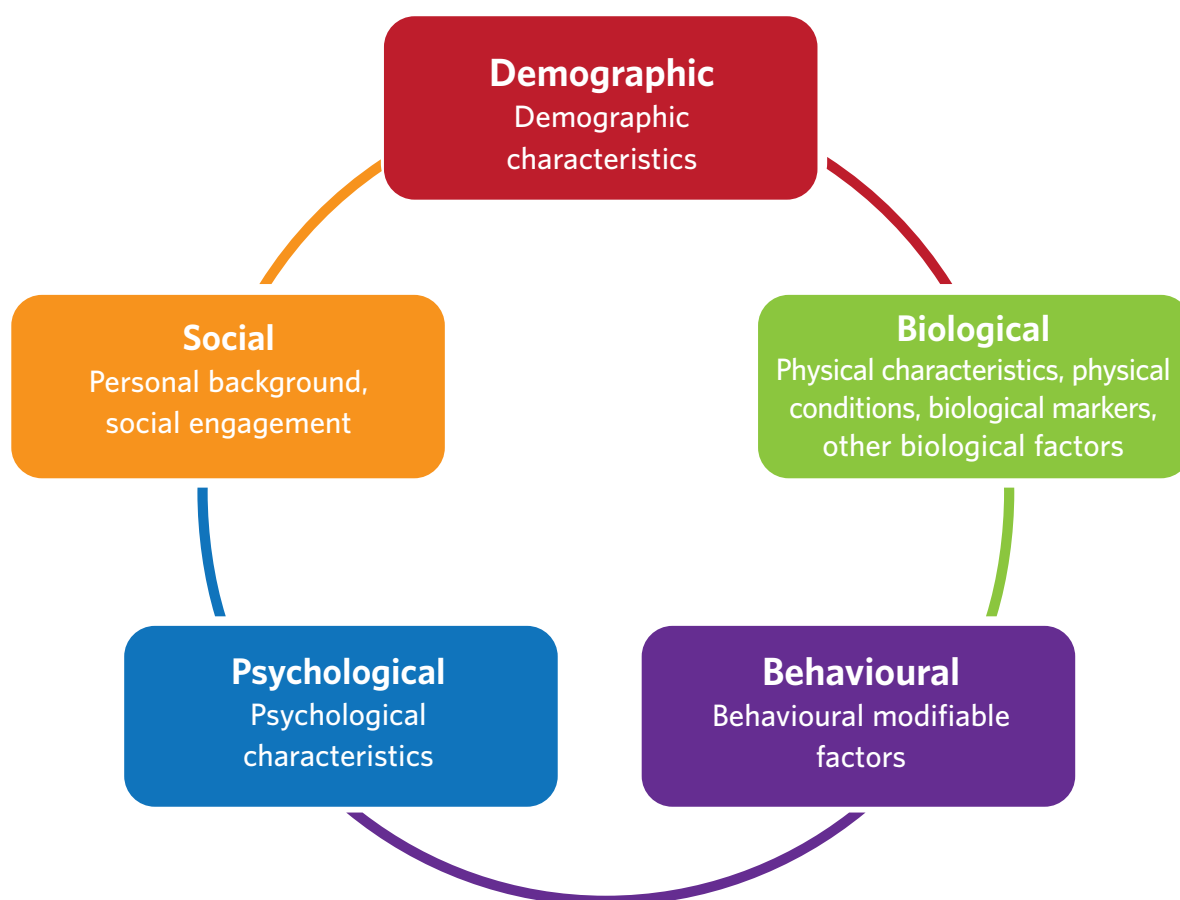 Demographic
Demographic
characteristics
Social
Personal background,
social engagement
Biological
Physical characteristics, physical
conditions, biological markers,
other biological factors
Psychological
Psychological
characteristics
Behavioural
Behavioural modifiable
factors